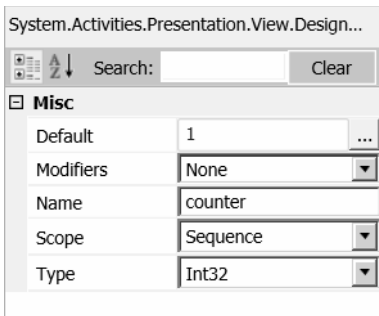 System.Activities.Presentation.View.Design...
A Z Search: Clear
Misc
Default 1 ...
Modifiers None
Name counter
Scope Sequence
Type Int32